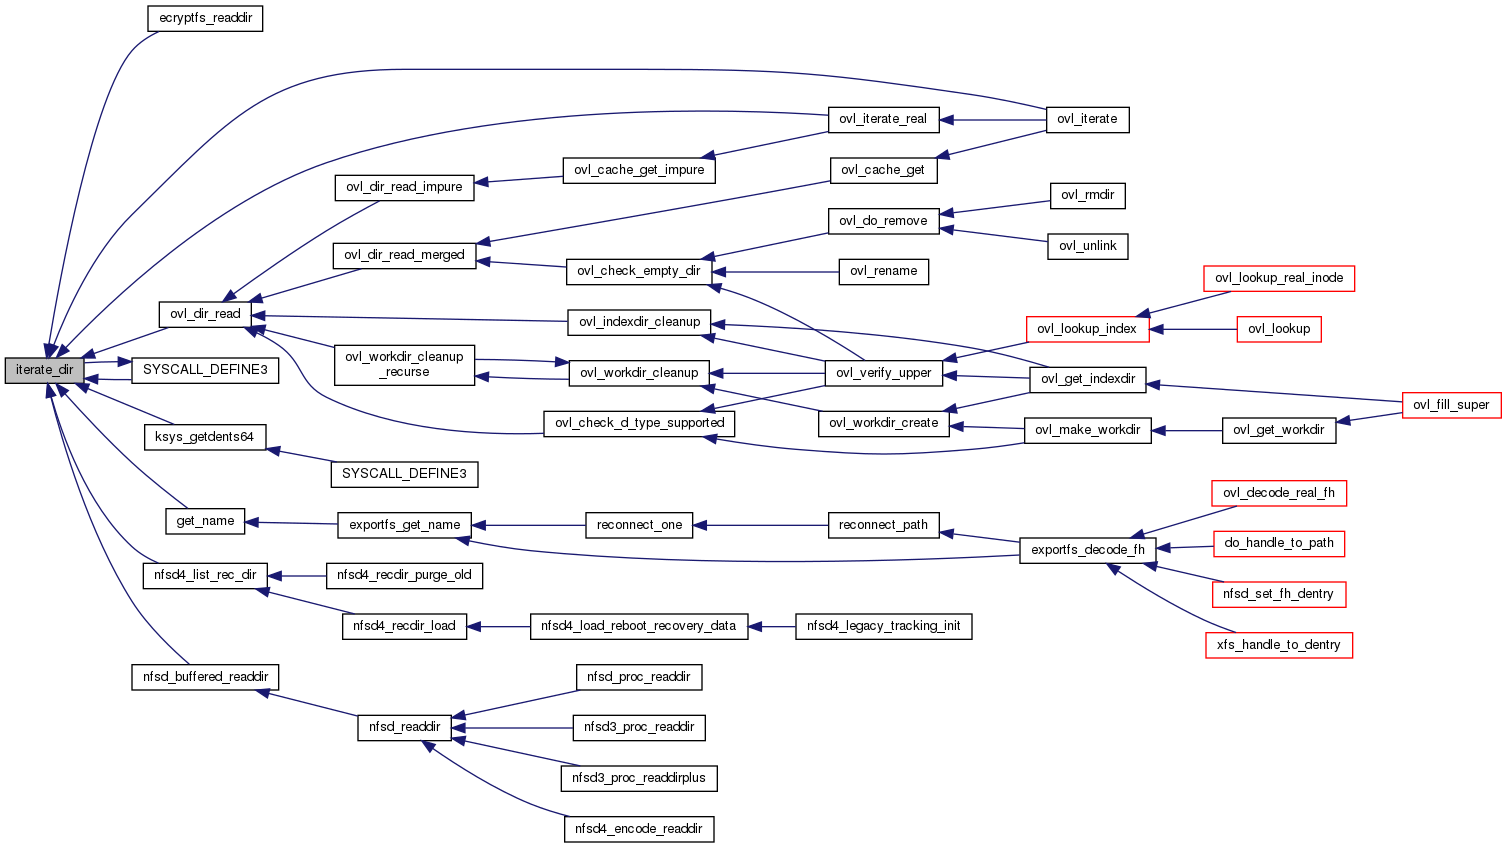 ecryptfs_readdir
ovl_iterate_real
ovl_iterate
ovl_cache_get_impure
ovl_cache_get
ovl_dir_read_impure
ovl_rmdir
ovl_do_remove
ovl_unlink
ovl_dir_read_merged
ovl_check_empty_dir
ovl_rename
ovl_lookup_real_inode
ovl_dir_read
ovl_indexdir_cleanup
ovl_lookup_index
ovl_lookup
ovl_workdir_cleanup
_recurse
iterate_dir
SYSCALL_DEFINE3
ovl_workdir_cleanup
ovl_verify_upper
ovl_get_indexdir
ovl_fill_super
ovl_check_d_type_supported
ovl_workdir_create
ovl_make_workdir
ovl_get_workdir
ksys_getdents64
SYSCALL_DEFINE3
ovl_decode_real_fh
get_name
exportfs_get_name
reconnect_one
reconnect_path
exportfs_decode_fh
do_handle_to_path
nfsd4_list_rec_dir
nfsd4_recdir_purge_old
nfsd_set_fh_dentry
nfsd4_recdir_load
nfsd4_load_reboot_recovery_data
nfsd4_legacy_tracking_init
xfs_handle_to_dentry
nfsd_buffered_readdir
nfsd_proc_readdir
nfsd_readdir
nfsd3_proc_readdir
nfsd3_proc_readdirplus
nfsd4_encode_readdir